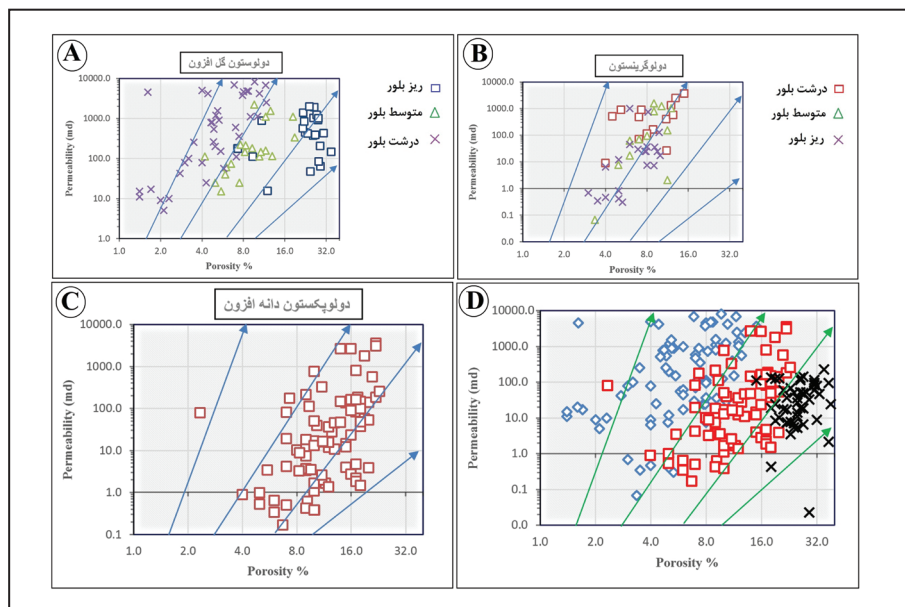 A
دولوستون گل افزون
Permeability (md)
10000.0
1000.0
100.0
10.0
1.0
1.0
2.0
4.0
8.0
16.0
32.0
Porosity %
ریز بلور
متوسط بلور
درشت بلور
B
دولوگرینستون
Permeability (md)
10000.0
1000.0
100.0
10.0
1.0
0.1
0.0
1.0
2.0
4.0
8.0
16.0
32.0
Porosity %
درشت بلور
متوسط بلور
ریز بلور
C
دولوپکستون دانه افزون
Permeability (md)
10000.0
1000.0
100.0
10.0
1.0
0.1
1.0
2.0
4.0
8.0
16.0
32.0
Porosity %
D
Permeability (md)
10000.0
1000.0
100.0
10.0
1.0
0.1
0.0
1.0
2.0
4.0
8.0
16.0
32.0
Porosity %